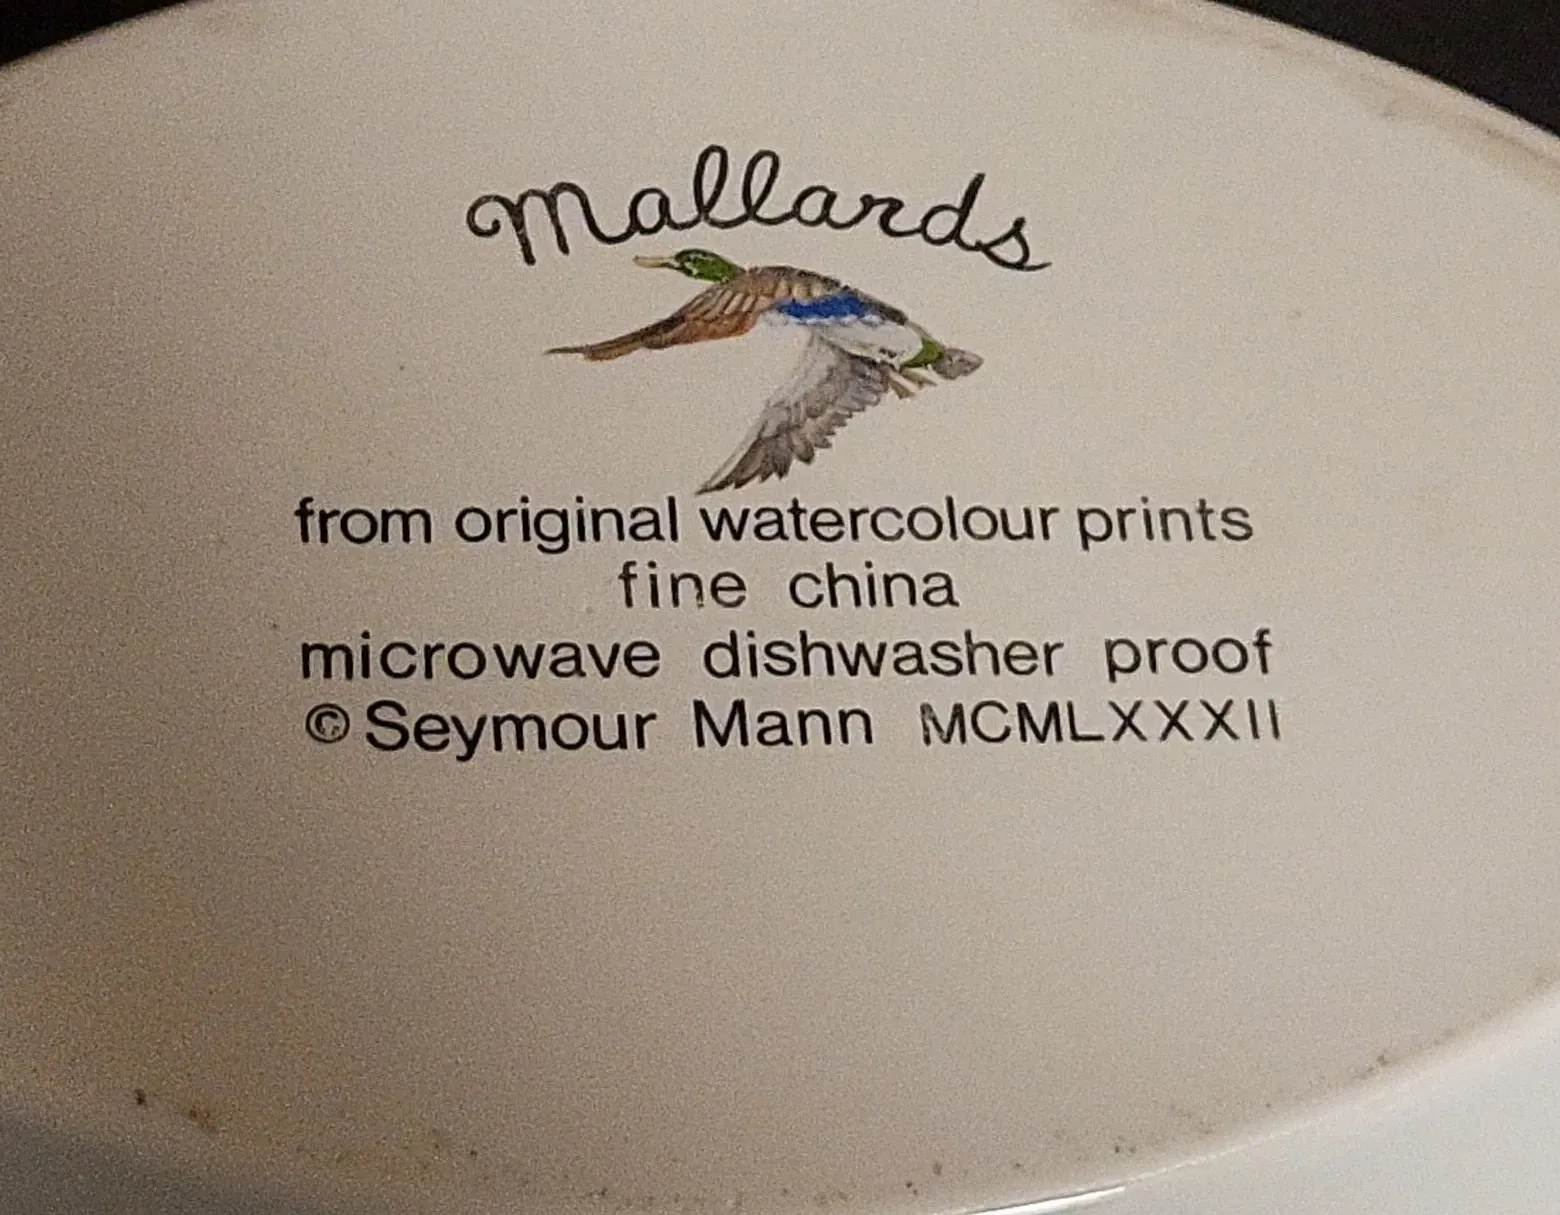 Mallards
from original watercolour prints
fine china
microwave dishwasher proof
© Seymour Mann MCMLXXXII